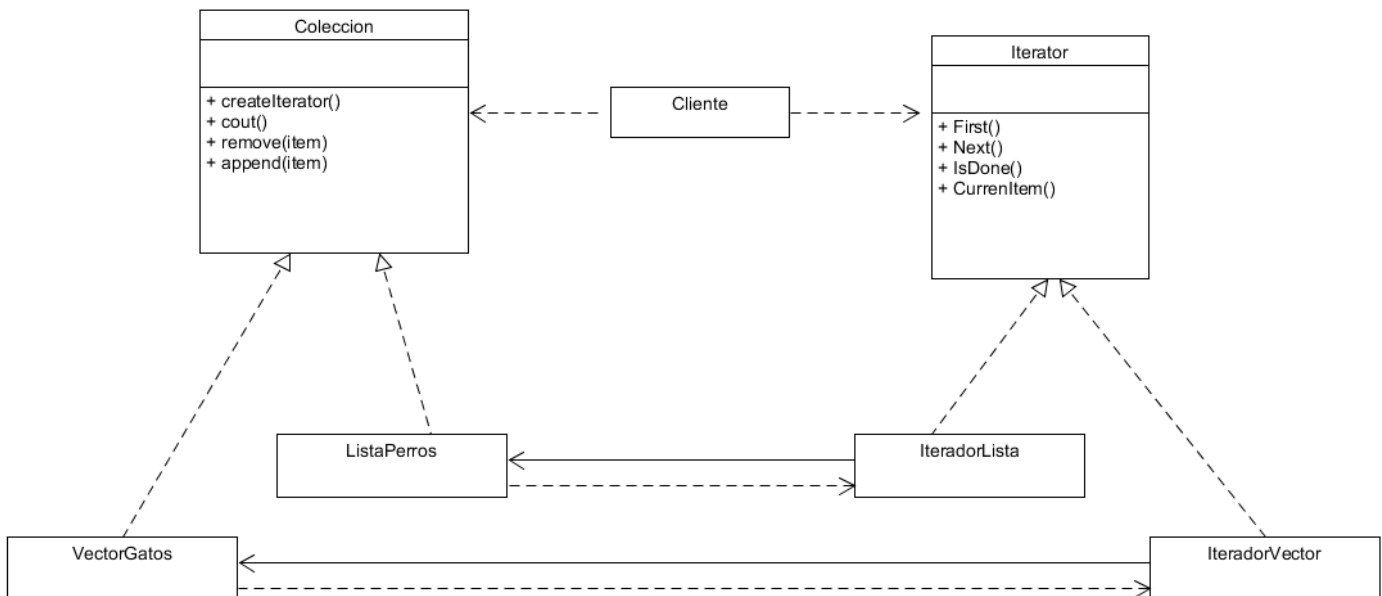 Coleccion
+ createIterator()
+ cout()
+ remove(item)
+ append(item)
Cliente
Iterator
+ First()
+ Next()
+ IsDone()
+ CurrenItem()
ListaPerros
IteradorLista
VectorGatos
IteradorVector